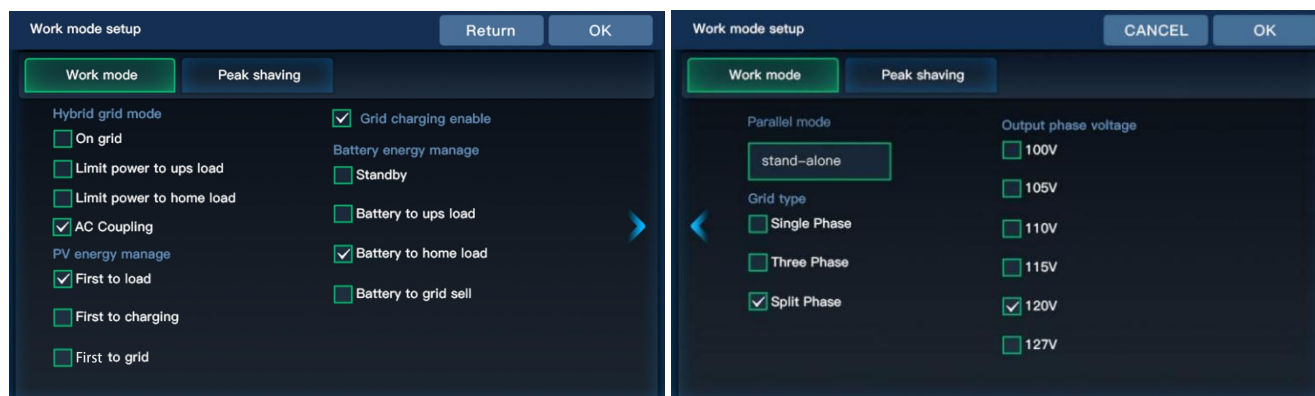 Work mode setup
Return
OK
Work mode
Peak shaving
Hybrid grid mode
On grid
Limit power to ups load
Limit power to home load
AC Coupling
PV energy manage
First to load
First to charging
First to grid
Grid charging enable
Battery energy manage
Standby
Battery to ups load
Battery to home load
Battery to grid sell
Work mode setup
CANCEL
OK
Work mode
Peak shaving
Parallel mode
stand-alone
Grid type
Single Phase
Three Phase
Split Phase
Output phase voltage
100V
105V
110V
115V
120V
127V